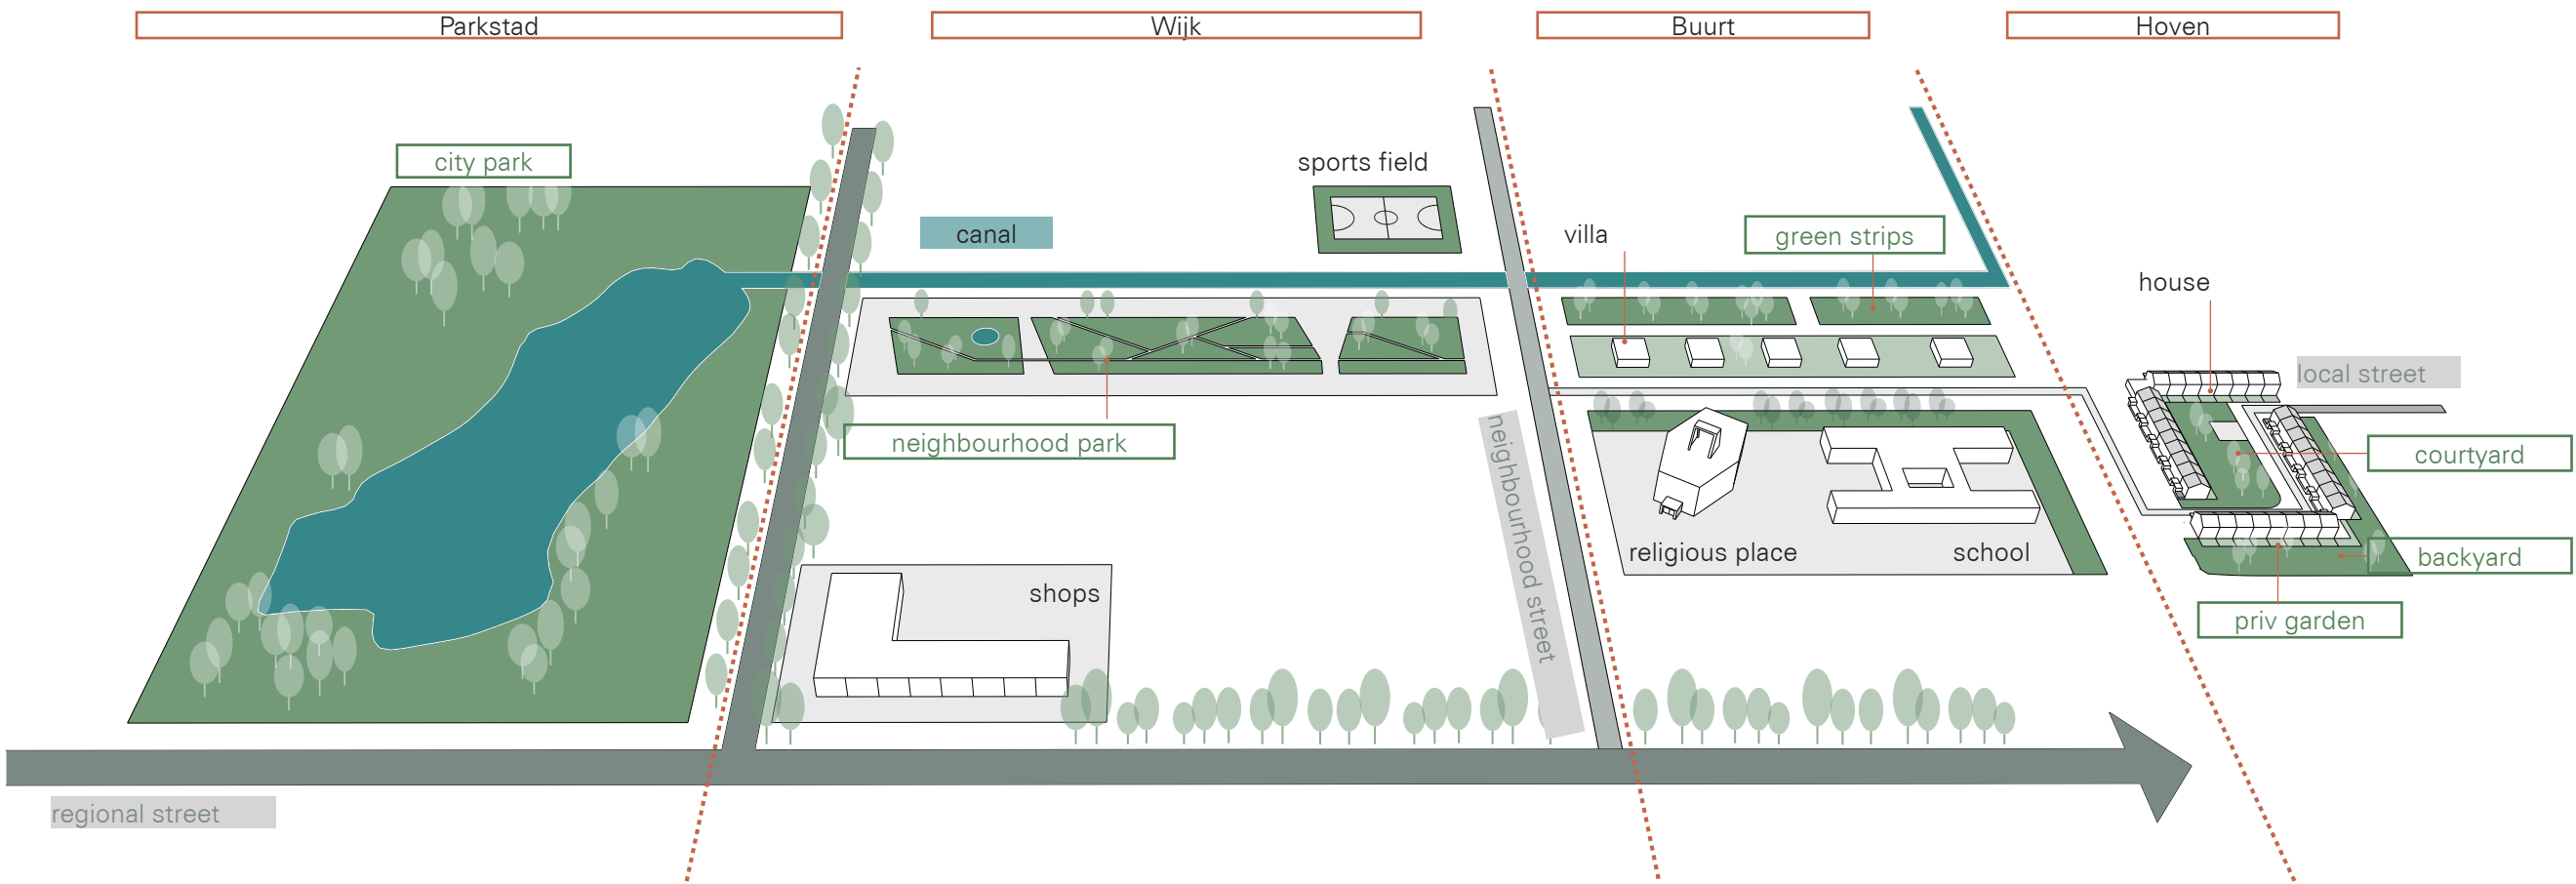 Parkstad
Wijk
Buurt
Hoven
city park
sports field
canal
villa
green strips
house
local street
neighbourhood park
neighbourhood street
courtyard
religious place
school
backyard
shops
priv garden
regional street